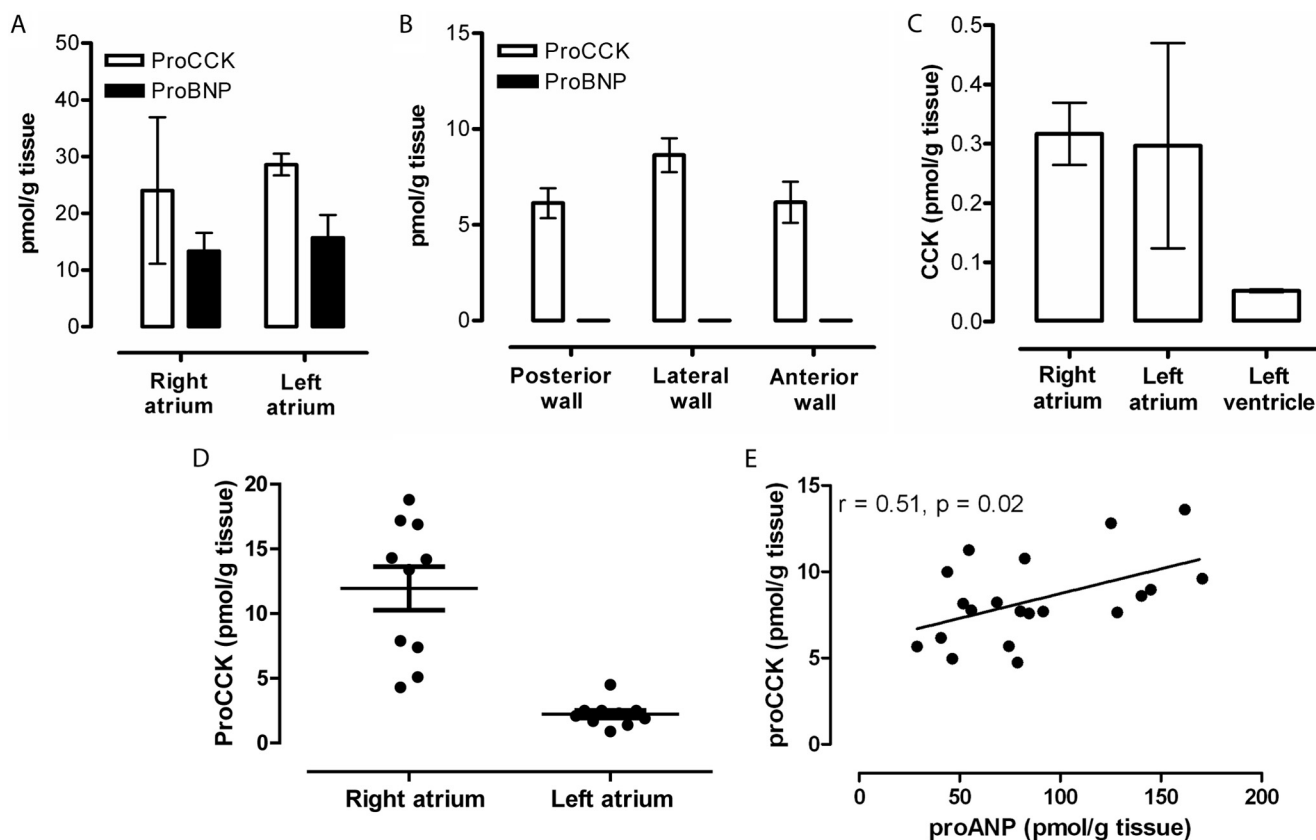 A
50
40
30
20
10
0
pmol/g tissue
ProCCK
ProBNP
Right
atrium
Left
atrium
B
15
10
5
0
pmol/g tissue
ProCCK
ProBNP
Posterior
wall
Lateral
wall
Anterior
wall
C
0.5
0.4
0.3
0.2
0.1
0.0
CCK (pmol/g tissue)
Right
atrium
Left
atrium
Left
ventricle
D
20
15
10
5
0
ProCCK (pmol/g tissue)
Right atrium
Left atrium
E
15
10
5
0
proCCK (pmol/g tissue)
r = 0.51, p = 0.02
0
50
100
150
200
proANP (pmol/g tissue)